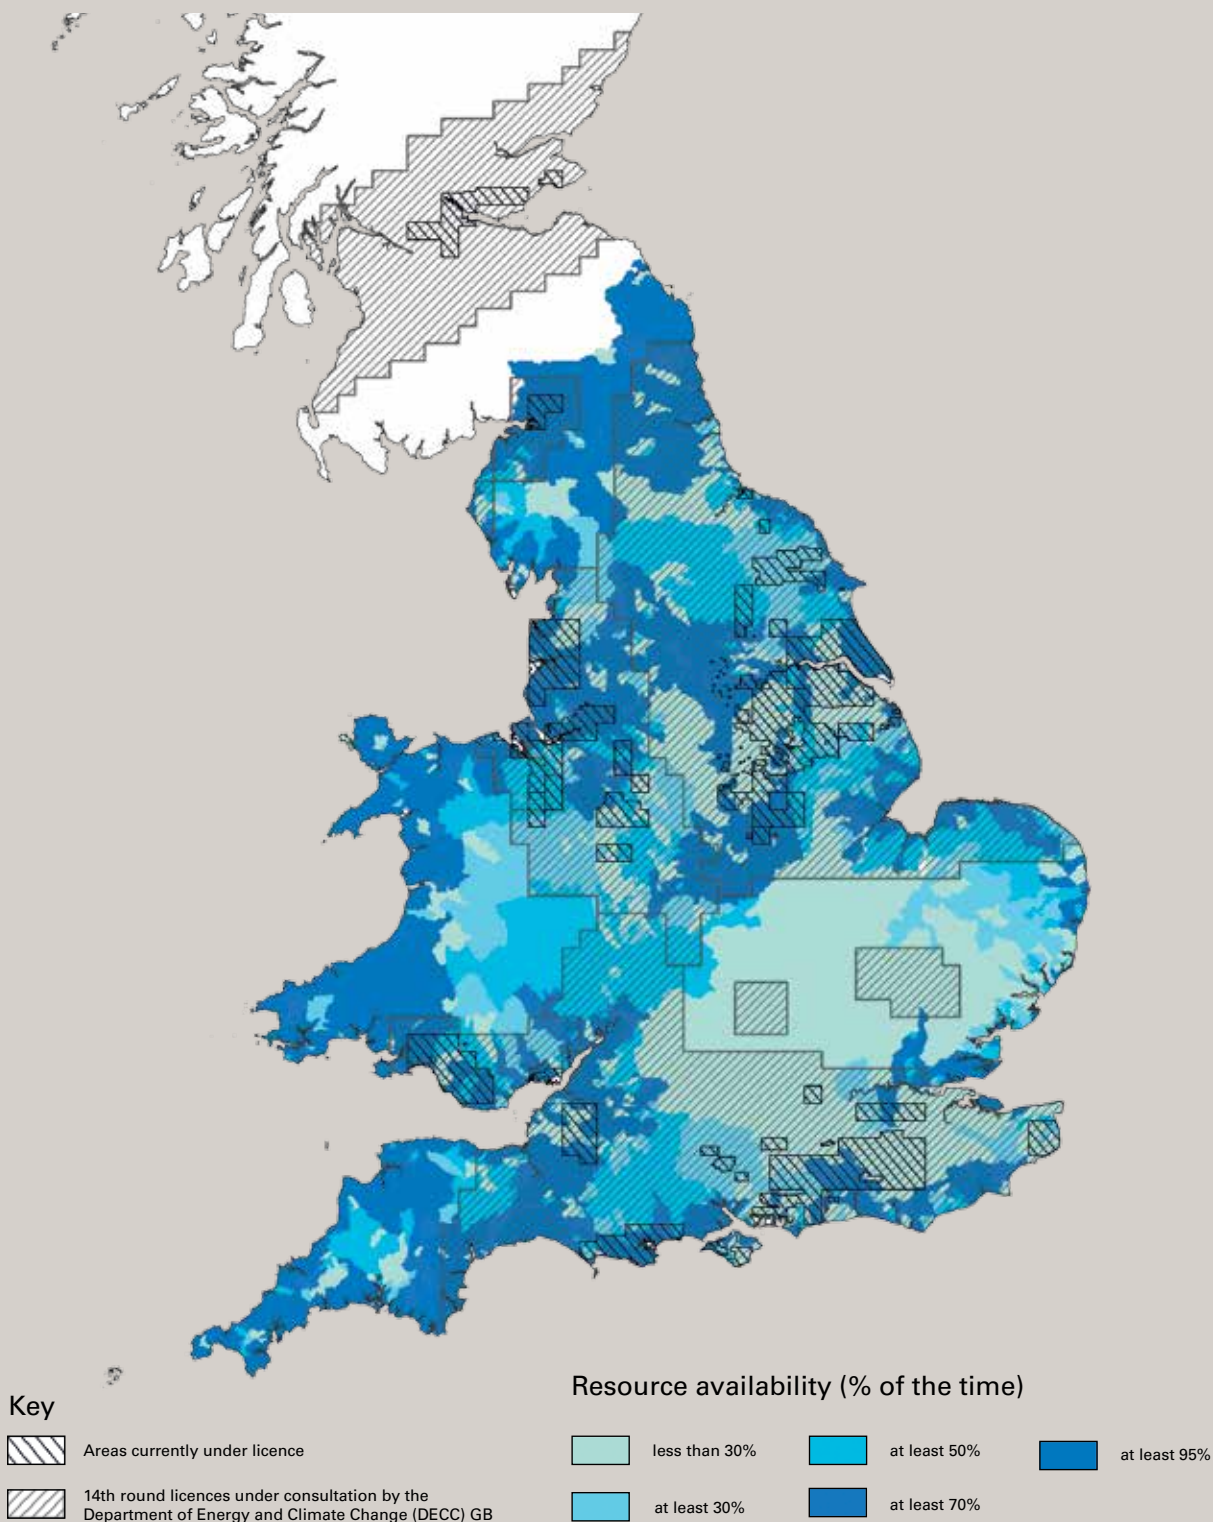 Resource availability (% of the time)
Key
Areas currently under licence
14th round licences under consultation by the
Department of Energy and Climate Change (DECC) GB
less than 30%
at least 30%
at least 50%
at least 70%
at least 95%